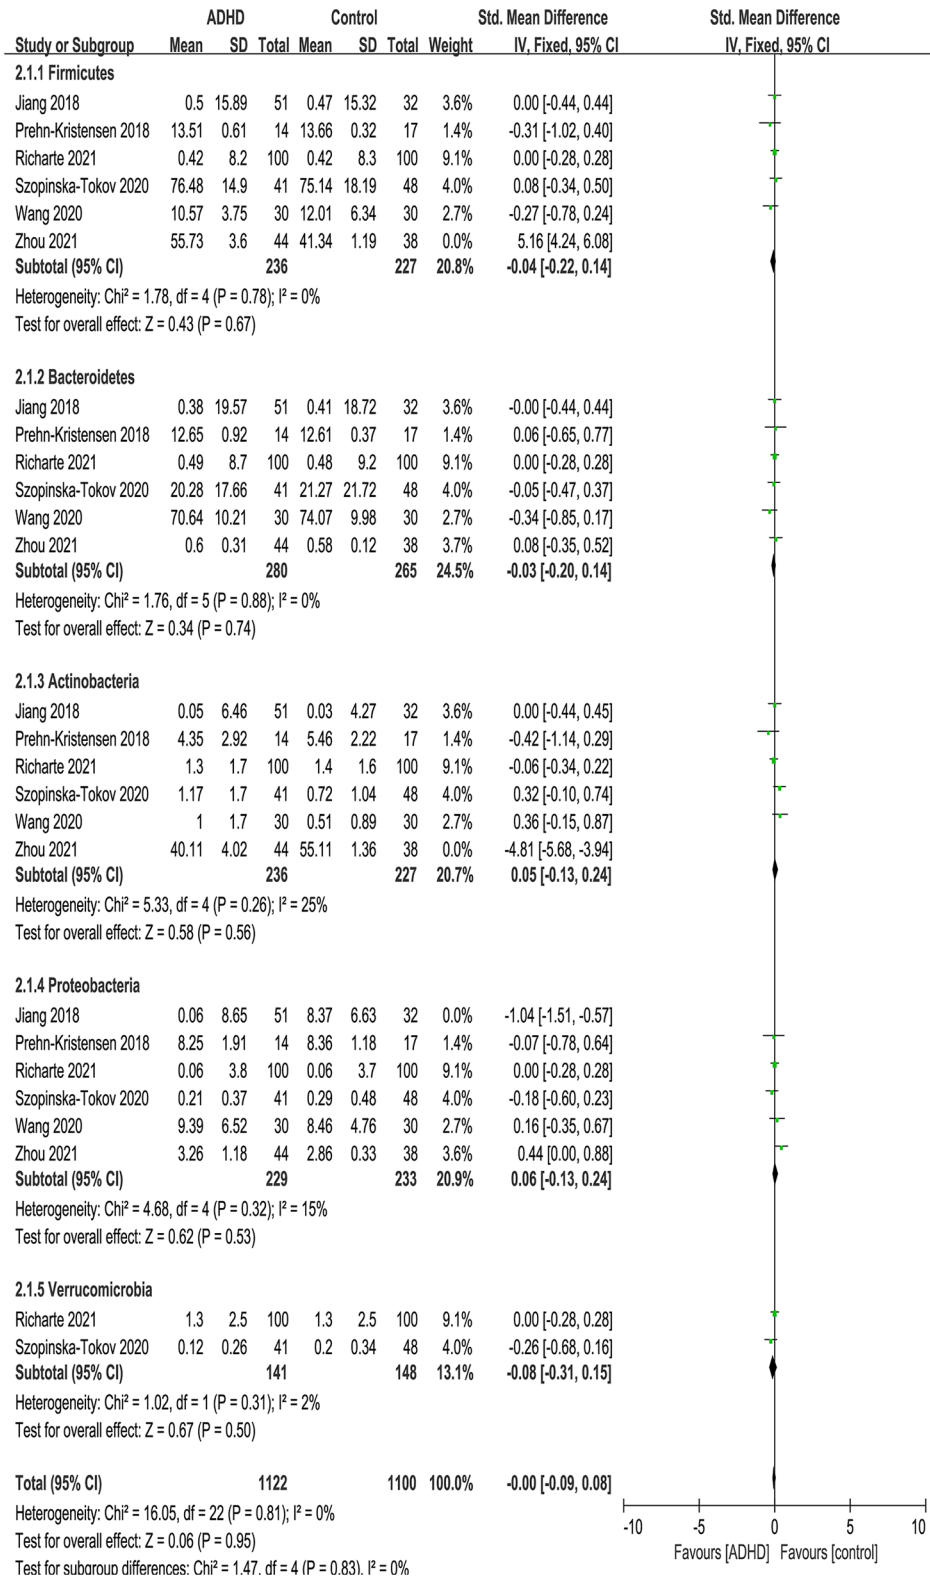 ADHD Control Std. Mean Difference Std. Mean Difference
Study or Subgroup Mean SD Total Mean SD Total Weight IV, Fixed, 95% CI IV, Fixed, 95% CI
2.1.1 Firmicutes
Jiang 2018 0.5 15.89 51 0.47 15.32 32 3.6% 0.00 [-0.44, 0.44]
Prehn-Kristensen 2018 13.51 0.61 14 13.66 0.32 17 1.4% -0.31 [-1.02, 0.40]
Richarte 2021 0.42 8.2 100 0.42 8.3 100 9.1% 0.00 [-0.28, 0.28]
Szopinska-Tokov 2020 76.48 14.9 41 75.14 18.19 48 4.0% 0.08 [-0.34, 0.50]
Wang 2020 10.57 3.75 30 12.01 6.34 30 2.7% -0.27 [-0.78, 0.24]
Zhou 2021 55.73 3.6 44 41.34 1.19 38 0.0% 5.16 [4.24, 6.08]
Subtotal (95% CI) 236 227 20.8% -0.04 [-0.22, 0.14]
Heterogeneity: Chi² = 1.78, df = 4 (P = 0.78); I² = 0%
Test for overall effect: Z = 0.43 (P = 0.67)
2.1.2 Bacteroidetes
Jiang 2018 0.38 19.57 51 0.41 18.72 32 3.6% -0.00 [-0.44, 0.44]
Prehn-Kristensen 2018 12.65 0.92 14 12.61 0.37 17 1.4% 0.06 [-0.65, 0.77]
Richarte 2021 0.49 8.7 100 0.48 9.2 100 9.1% 0.00 [-0.28, 0.28]
Szopinska-Tokov 2020 20.28 17.66 41 21.27 21.72 48 4.0% -0.05 [-0.47, 0.37]
Wang 2020 70.64 10.21 30 74.07 9.98 30 2.7% -0.34 [-0.85, 0.17]
Zhou 2021 0.6 0.31 44 0.58 0.12 38 3.7% 0.08 [-0.35, 0.52]
Subtotal (95% CI) 280 265 24.5% -0.03 [-0.20, 0.14]
Heterogeneity: Chi² = 1.76, df = 5 (P = 0.88); I² = 0%
Test for overall effect: Z = 0.34 (P = 0.74)
2.1.3 Actinobacteria
Jiang 2018 0.05 6.46 51 0.03 4.27 32 3.6% 0.00 [-0.44, 0.45]
Prehn-Kristensen 2018 4.35 2.92 14 5.46 2.22 17 1.4% -0.42 [-1.14, 0.29]
Richarte 2021 1.3 1.7 100 1.4 1.6 100 9.1% -0.06 [-0.34, 0.22]
Szopinska-Tokov 2020 1.17 1.7 41 0.72 1.04 48 4.0% 0.32 [-0.10, 0.74]
Wang 2020 1 1.7 30 0.51 0.89 30 2.7% 0.36 [-0.15, 0.87]
Zhou 2021 40.11 4.02 44 55.11 1.36 38 0.0% -4.81 [-5.68, -3.94]
Subtotal (95% CI) 236 227 20.7% 0.05 [-0.13, 0.24]
Heterogeneity: Chi² = 5.33, df = 4 (P = 0.26); I² = 25%
Test for overall effect: Z = 0.58 (P = 0.56)
2.1.4 Proteobacteria
Jiang 2018 0.06 8.65 51 8.37 6.63 32 0.0% -1.04 [-1.51, -0.57]
Prehn-Kristensen 2018 8.25 1.91 14 8.36 1.18 17 1.4% -0.07 [-0.78, 0.64]
Richarte 2021 0.06 3.8 100 0.06 3.7 100 9.1% 0.00 [-0.28, 0.28]
Szopinska-Tokov 2020 0.21 0.37 41 0.29 0.48 48 4.0% -0.18 [-0.60, 0.23]
Wang 2020 9.39 6.52 30 8.46 4.76 30 2.7% 0.16 [-0.35, 0.67]
Zhou 2021 3.26 1.18 44 2.86 0.33 38 3.6% 0.44 [0.00, 0.88]
Subtotal (95% CI) 229 233 20.9% 0.06 [-0.13, 0.24]
Heterogeneity: Chi² = 4.68, df = 4 (P = 0.32); I² = 15%
Test for overall effect: Z = 0.62 (P = 0.53)
2.1.5 Verrucomicrobia
Richarte 2021 1.3 2.5 100 1.3 2.5 100 9.1% 0.00 [-0.28, 0.28]
Szopinska-Tokov 2020 0.12 0.26 41 0.2 0.34 48 4.0% -0.26 [-0.68, 0.16]
Subtotal (95% CI) 141 148 13.1% -0.08 [-0.31, 0.15]
Heterogeneity: Chi² = 1.02, df = 1 (P = 0.31); I² = 2%
Test for overall effect: Z = 0.67 (P = 0.50)
Total (95% CI) 1122 1100 100.0% -0.00 [-0.09, 0.08]
Heterogeneity: Chi² = 16.05, df = 22 (P = 0.81); I² = 0%
Test for overall effect: Z = 0.06 (P = 0.95)
Test for subgroup differences: Chi² = 1.47, df = 4 (P = 0.83), I² = 0%
-10 -5 0 5 10
Favours [ADHD] Favours [control]